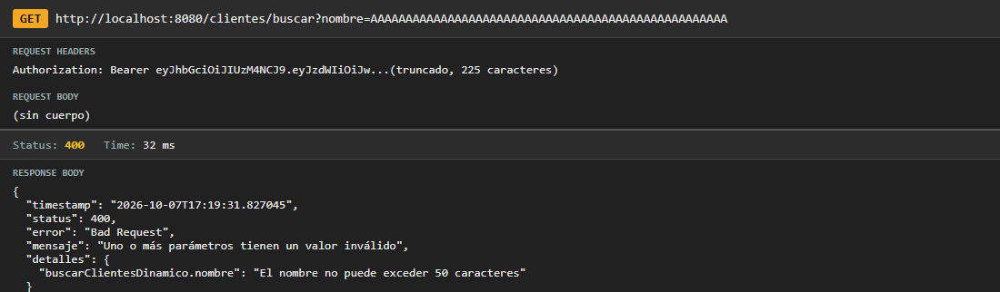 GET http://localhost:8080/clientes/buscar?nombre=AAAAAAAAAAAAAAAAAAAAAAAAAAAAAAAAAAAAAAAAAAAAAAAAAAA
REQUEST HEADERS
Authorization: Bearer eyJhbGciOiJIUzM4NCJ9.eyJzdWIiOiJw...(truncado, 225 caracteres)
REQUEST BODY
(sin cuerpo)
Status: 400 Time: 32 ms
RESPONSE BODY
{
"timestamp": "2026-10-07T17:19:31.827045",
"status": 400,
"error": "Bad Request",
"mensaje": "Uno o más parámetros tienen un valor inválido",
"detalles": {
"buscarClientesDinamico.nombre": "El nombre no puede exceder 50 caracteres"
}